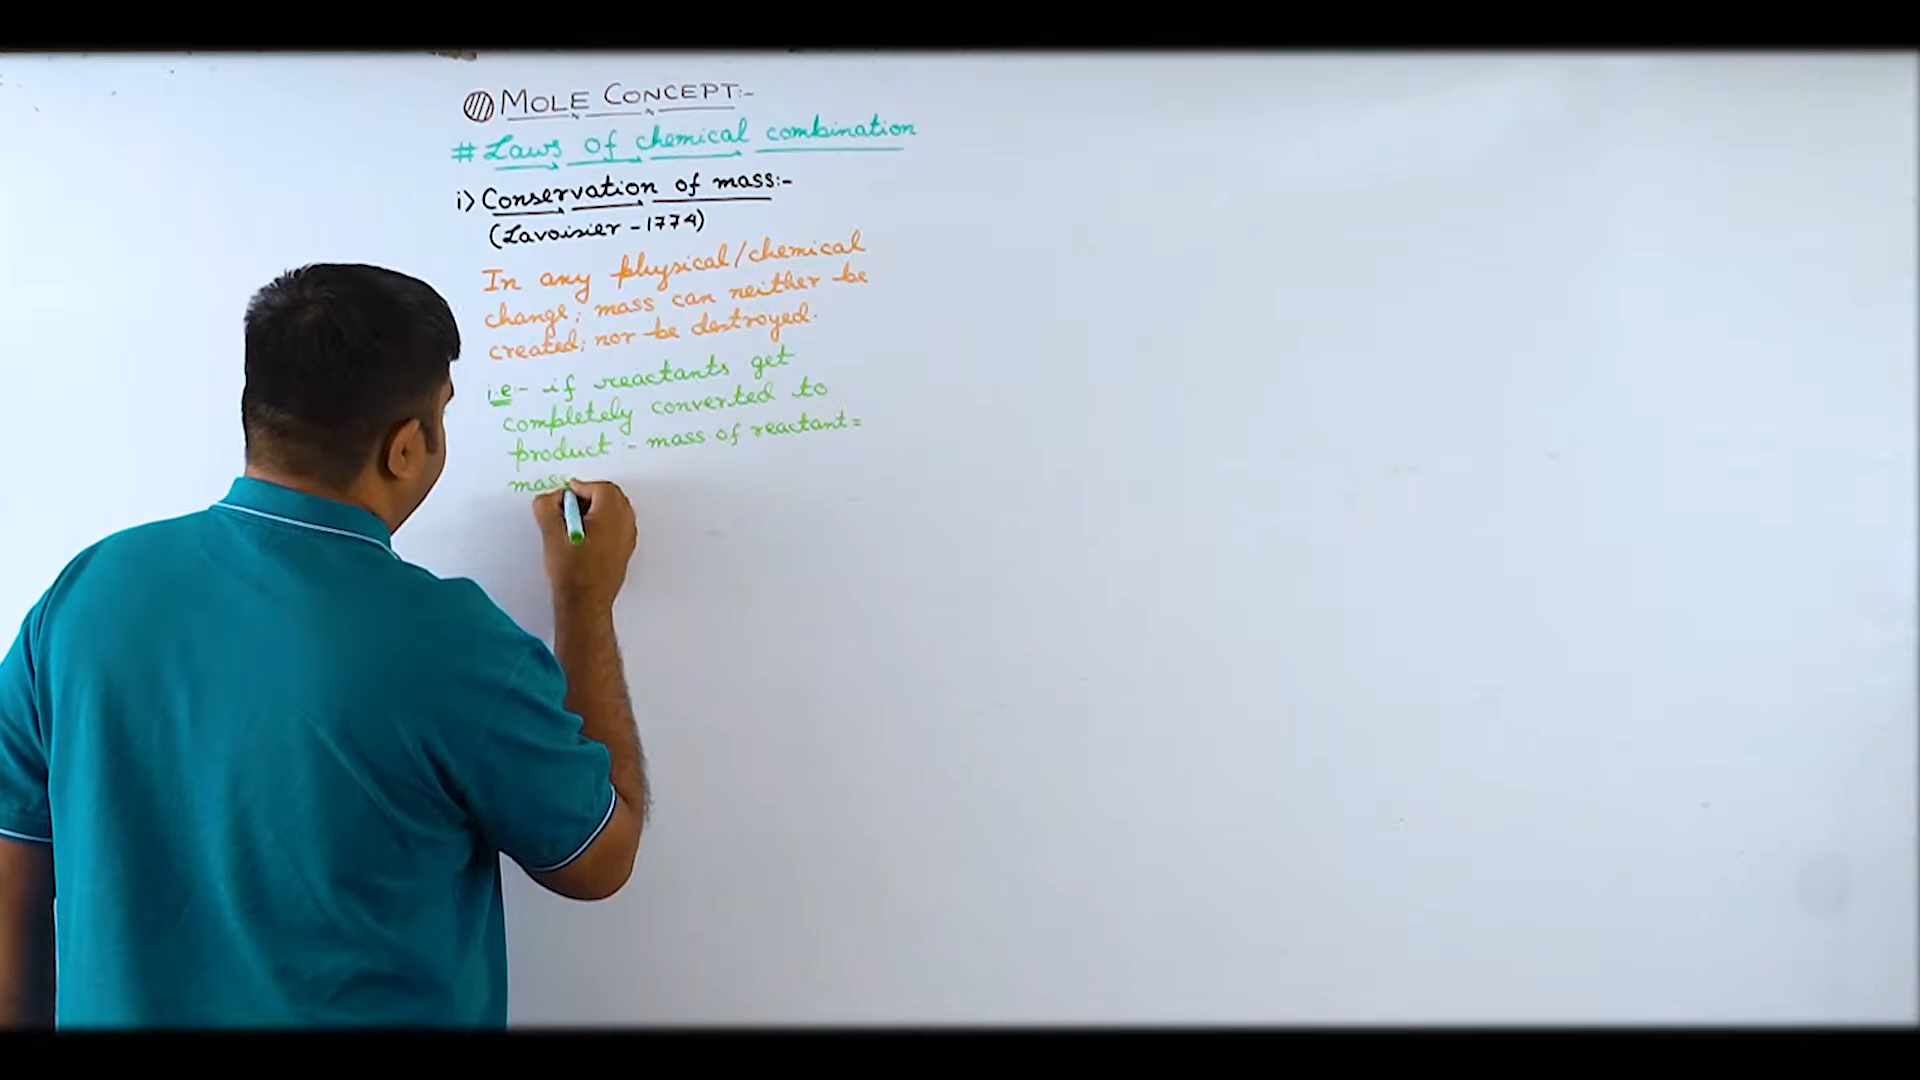 MOLE CONCEPT:-
# Laws of chemical combination
i) Conservation of mass:-
(Lavoisier - 1774)
In any physical/chemical
change; mass can neither be
created; nor be destroyed.
i.e:- if reactants get
completely converted to
product:- mass of reactant=
mass